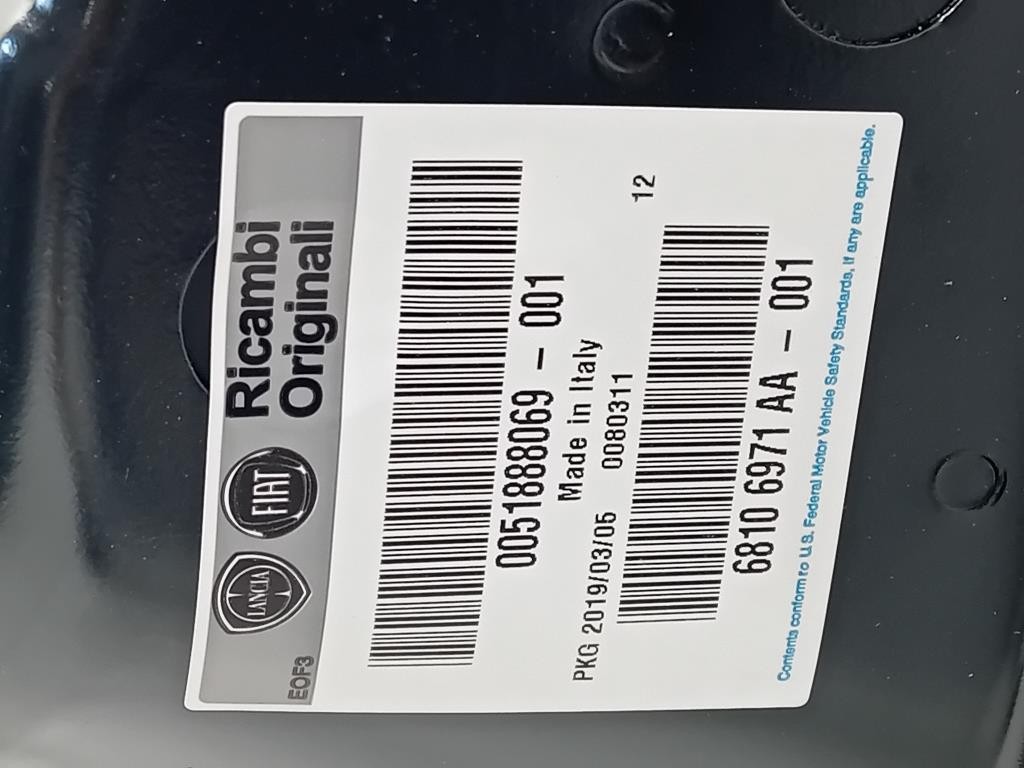 EOF3
LANCIA
FIAT
Ricambi
Originali
0051888069 - 001
Made in Italy
PKG 2019/03/05 0080311 12
6810 6971 AA - 001
Contents conform to U.S. Federal Motor Vehicle Safety Standards, if any are applicable.